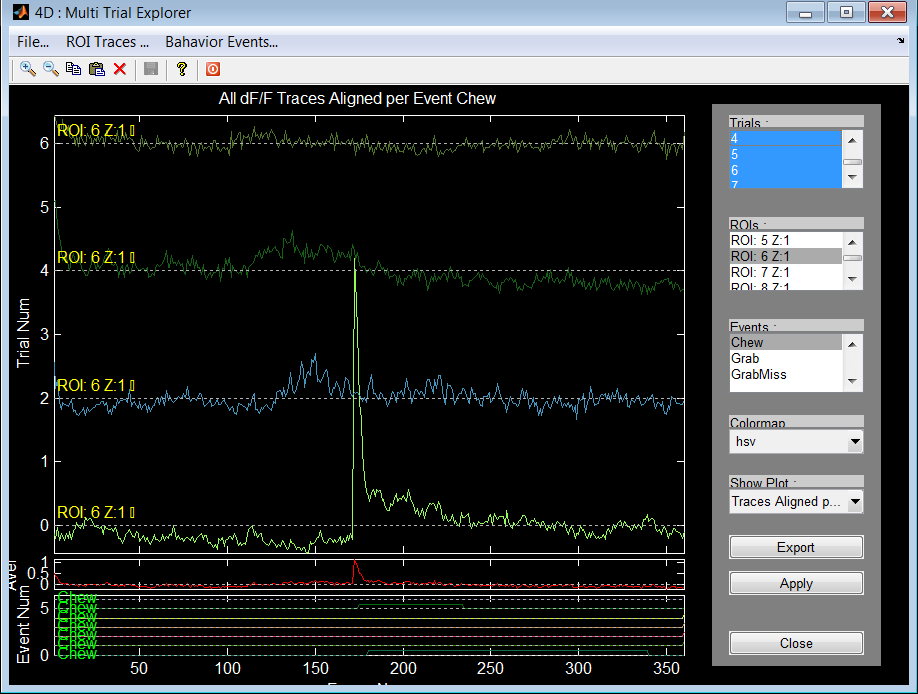 4D : Multi Trial Explorer
File... ROI Traces ... Bahavior Events...
All dF/F Traces Aligned per Event Chew
Trial Num
6
5
4
3
2
1
0
ROI: 6 Z:1
ROI: 6 Z:1
ROI: 6 Z:1
ROI: 6 Z:1
1
0.5
0
Event Num
5
0
Chew
Chew
Chew
Chew
Chew
Chew
Chew
50 100 150 200 250 300 350
Trials :
4
5
6
7
ROIs :
ROI: 5 Z:1
ROI: 6 Z:1
ROI: 7 Z:1
ROI: 8 Z:1
Events :
Chew
Grab
GrabMiss
Colormap
hsv
Show Plot :
Traces Aligned p...
Export
Apply
Close